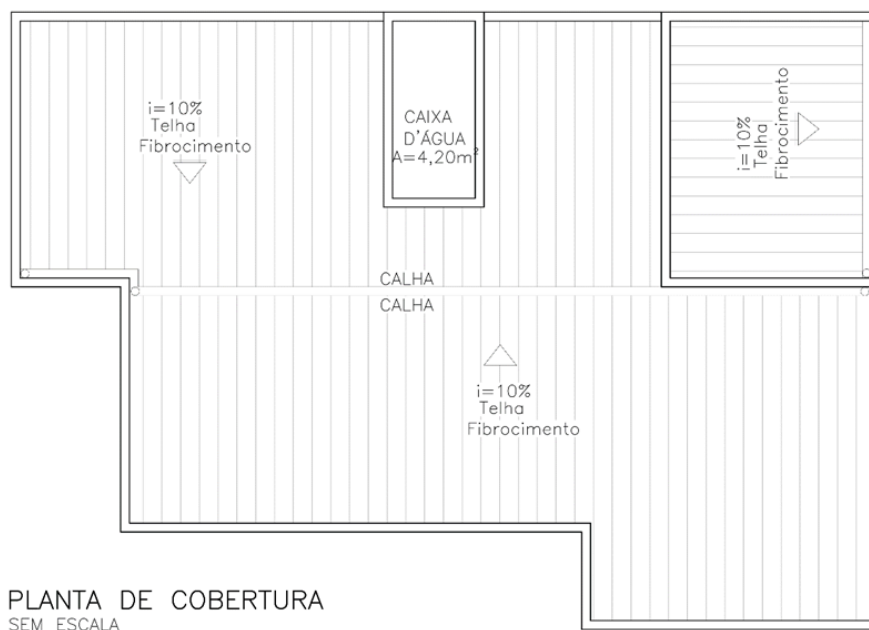 i=10%
Telha
Fibrocimento
CAIXA
D'ÁGUA
A=4,20m²
i=10%
Telha
Fibrocimento
CALHA
CALHA
i=10%
Telha
Fibrocimento
PLANTA DE COBERTURA
SEM ESCALA